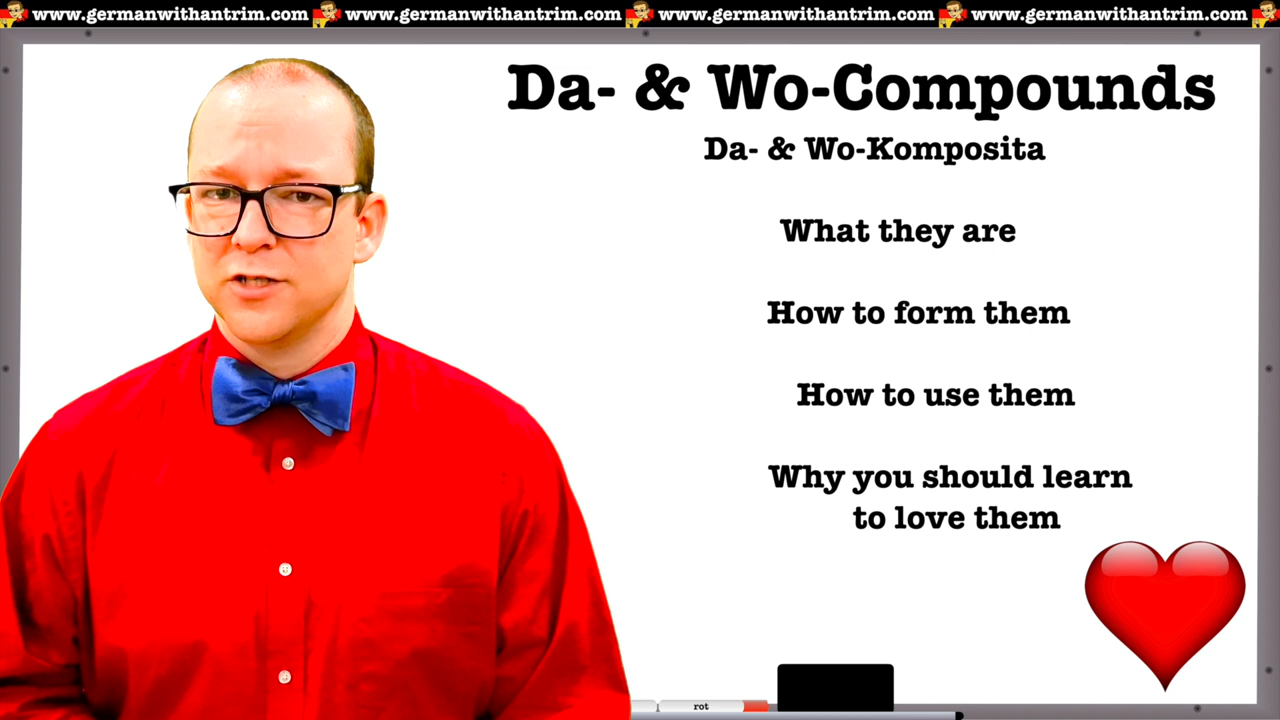 www.germanwithantrim.com www.germanwithantrim.com www.germanwithantrim.com www.germanwithantrim.com
Da- & Wo-Compounds
Da- & Wo-Komposita
What they are
How to form them
How to use them
Why you should learn
to love them
rot